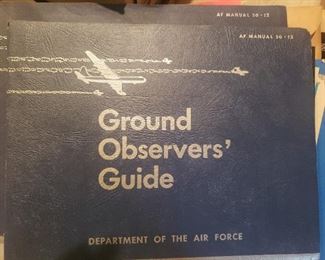 AF MANUAL 50-12
AF MANUAL 50-12
Ground
Observers'
Guide
DEPARTMENT OF THE AIR FORCE